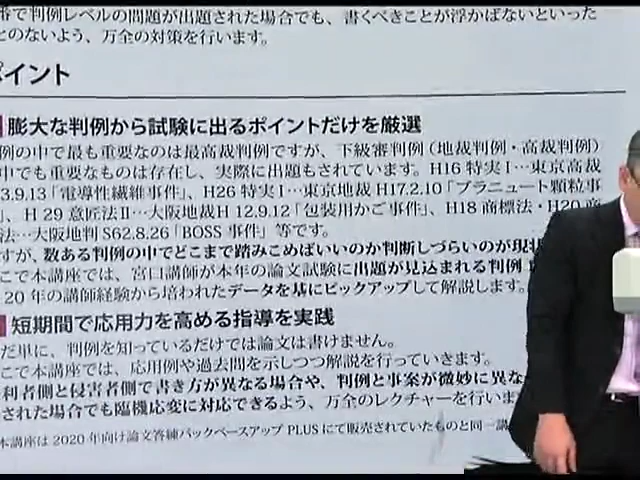 番で判例レベルの問題が出題された場合でも、書くべきことが浮かばないといった
とのないよう、万全の対策を行います。
ポイント
膨大な判例から試験に出るポイントだけを厳選
例の中で最も重要なのは最高裁判例ですが、下級審判例（地裁判例・高裁判例）
中でも重要なものは存在し、実際に出題もされています。H16 特実Ⅰ…東京高裁
3.9.13「電導性繊維事件」、H26 特実Ⅰ…東京地裁 H17.2.10「プラニュート顆粒事
」、H 29 意匠法Ⅱ…大阪地裁H 12.9.12「包装用かご事件」、H18 商標法・H20 商
法…大阪地判 S62.8.26「BOSS 事件」等です。
すが、数ある判例の中でどこまで踏みこめばいいのか判断しづらいのが現状
こで本講座では、宮口講師が本年の論文試験に出題が見込まれる判例
20 年の講師経験から培われたデータを基にピックアップして解説します。
短期間で応用力を高める指導を実践
だ単に、判例を知っているだけでは論文は書けません。
こで本講座では、応用例や過去問を示しつつ解説を行っていきます。
利者側と侵害者側で書き方が異なる場合や、判例と事案が微妙に異な
された場合でも臨機応変に対応できるよう、万全のレクチャーを行いま
本講座は 2020 年向け論文答練パックベースアップ PLUS にて販売されていたものと同一講